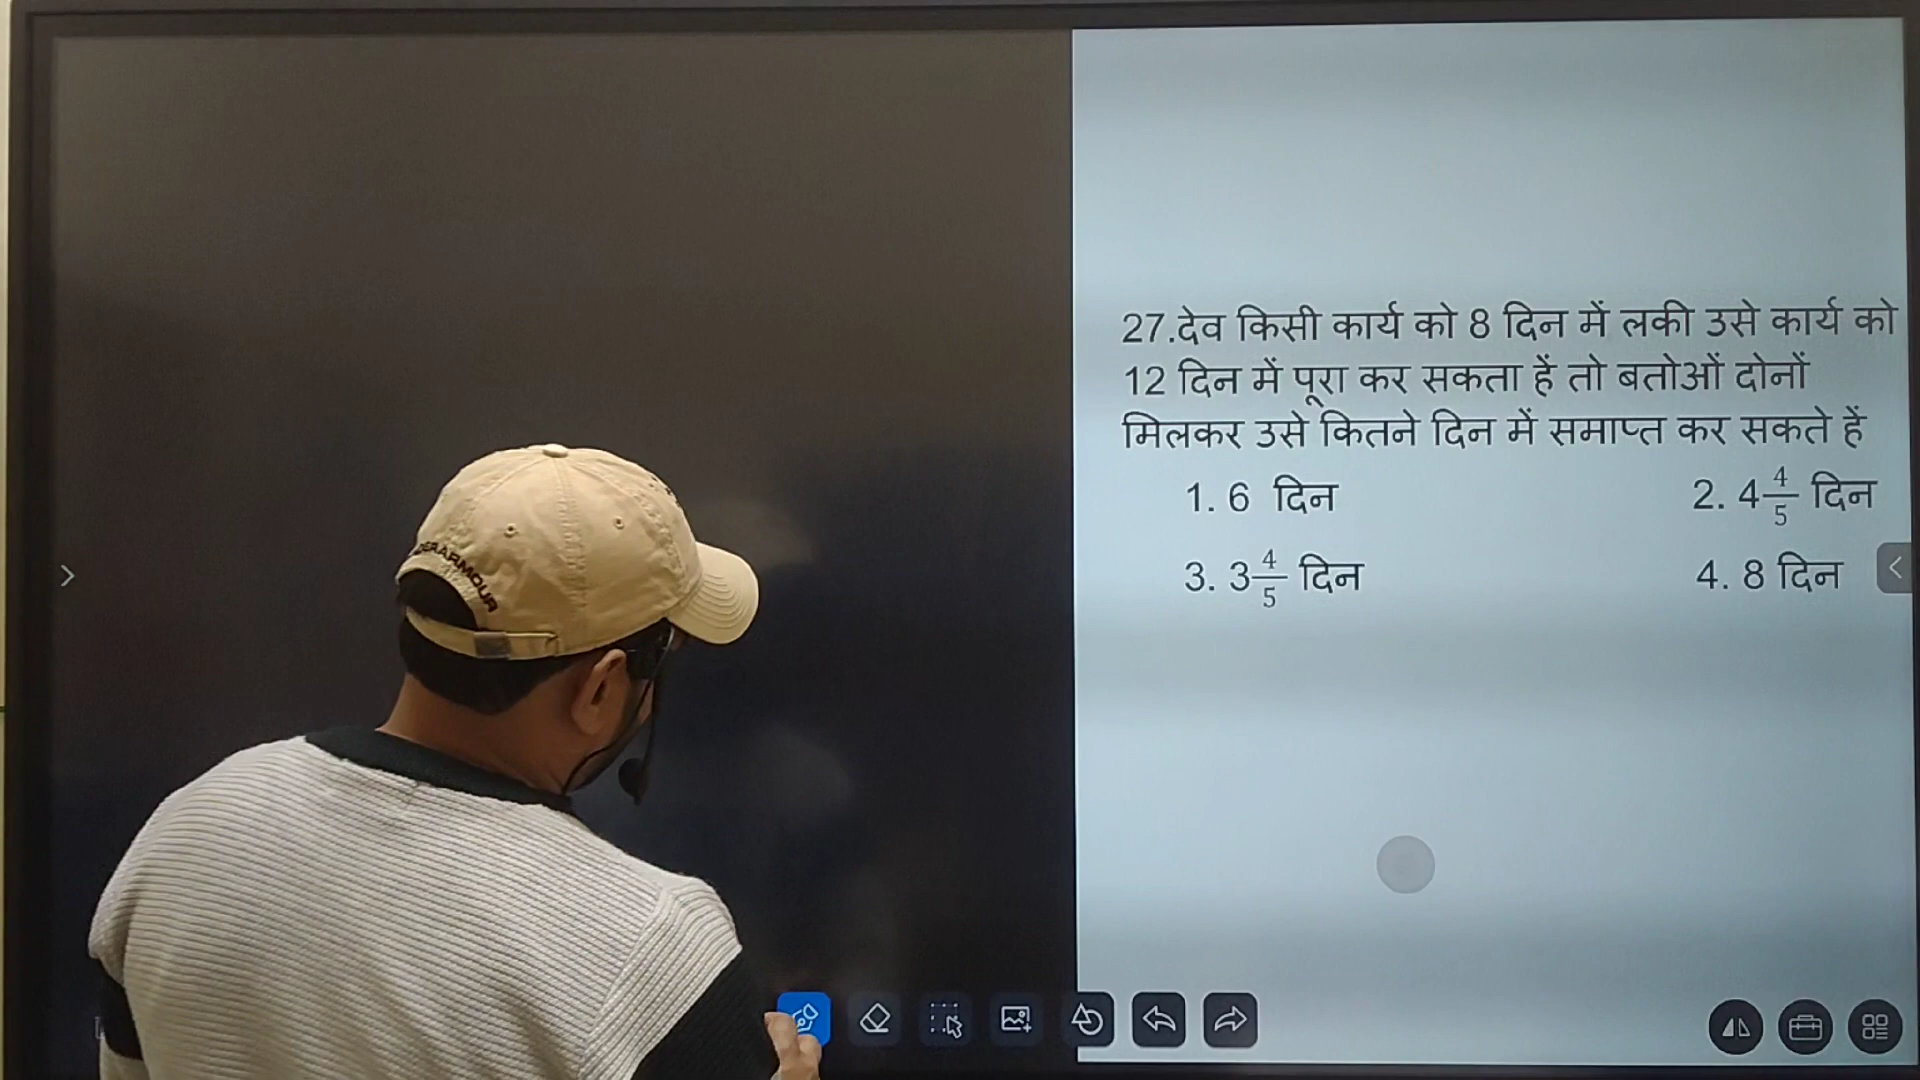 27.देव किसी कार्य को 8 दिन में लकी उसे कार्य को
12 दिन में पूरा कर सकता हैं तो बतोओं दोनों
मिलकर उसे कितने दिन में समाप्त कर सकते हैं
1. 6 दिन
2. 4 4/5 दिन
3. 3 4/5 दिन
4. 8 दिन